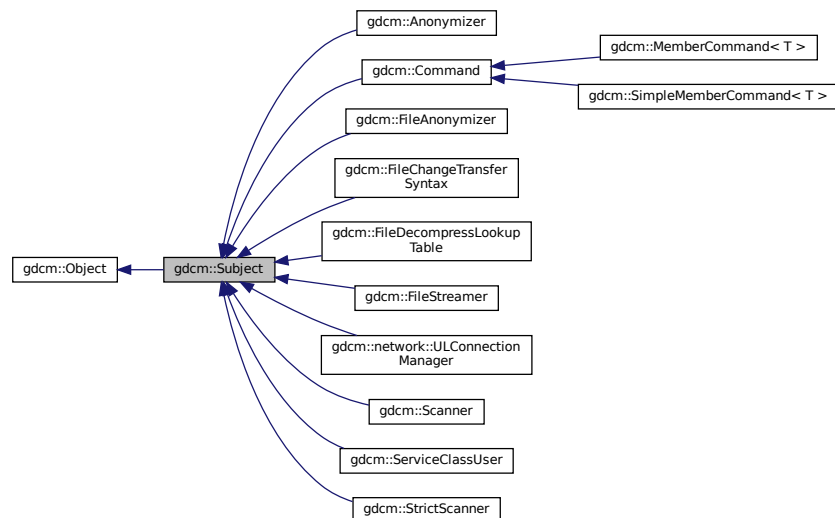 gdcm::Anonymizer
gdcm::Command
gdcm::MemberCommand< T >
gdcm::SimpleMemberCommand< T >
gdcm::FileAnonymizer
gdcm::FileChangeTransfer
Syntax
gdcm::FileDecompressLookup
Table
gdcm::Object
gdcm::Subject
gdcm::FileStreamer
gdcm::network::ULConnection
Manager
gdcm::Scanner
gdcm::ServiceClassUser
gdcm::StrictScanner